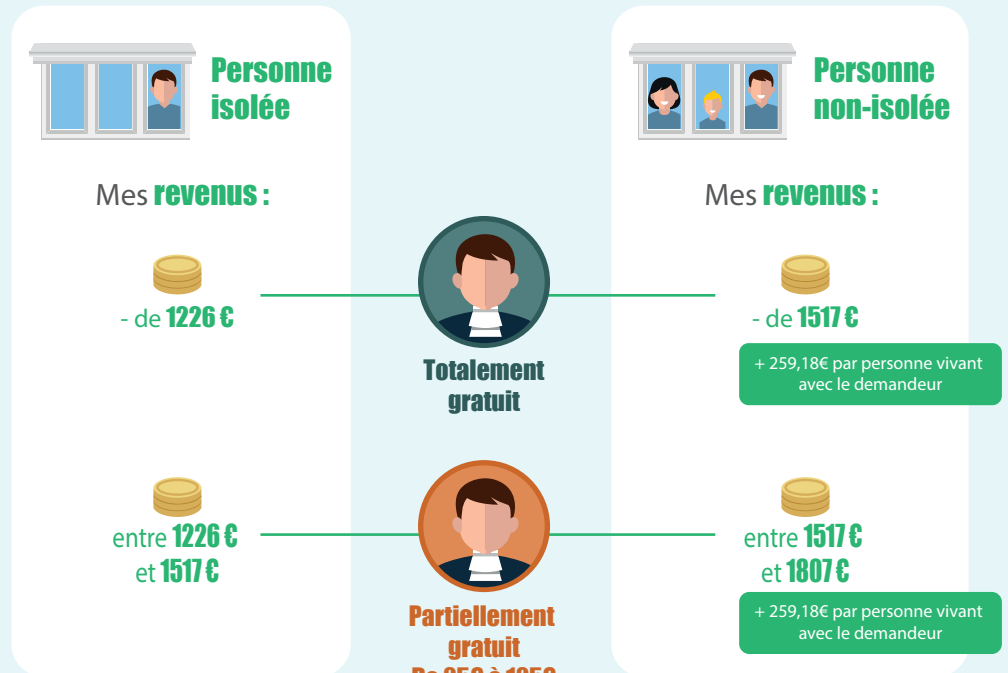 Personne
isolée
Mes revenus :
- de 1226 €
entre 1226 €
et 1517 €
Totalement
gratuit
Partiellement
gratuit
Personne
non-isolée
Mes revenus :
- de 1517 €
+ 259,18€ par personne vivant
avec le demandeur
entre 1517 €
et 1807 €
+ 259,18€ par personne vivant
avec le demandeur